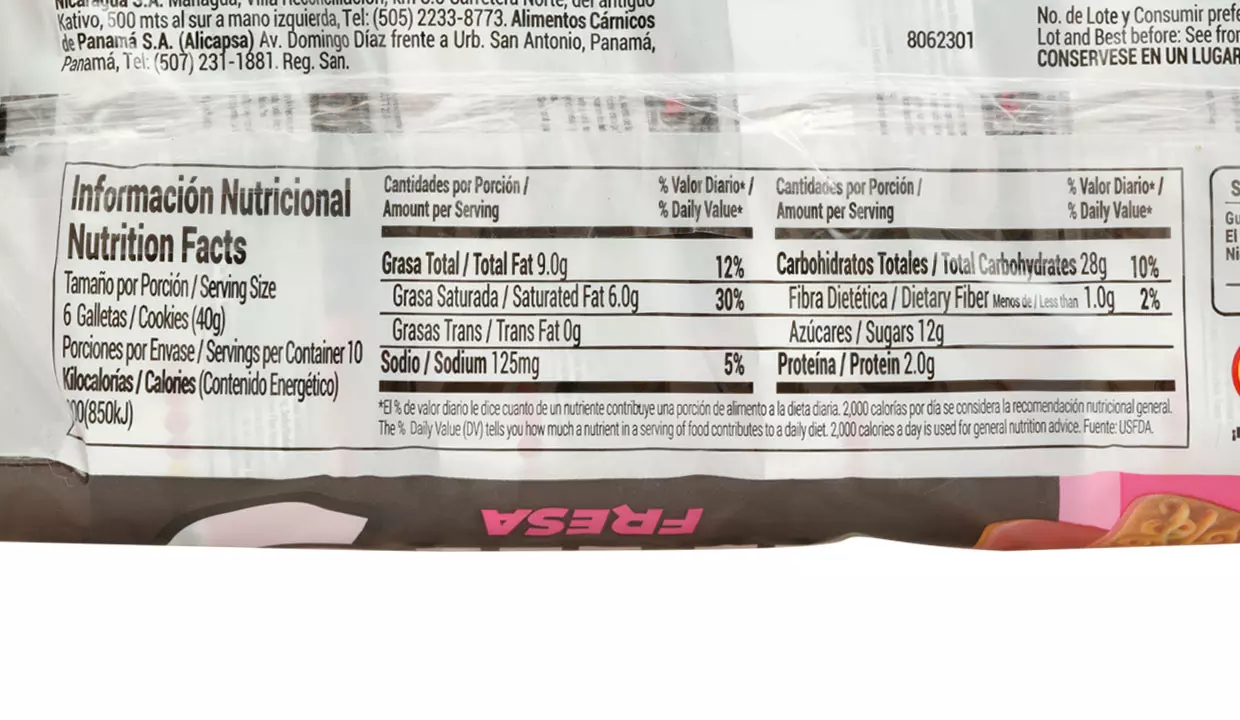 Kativo, 500 mts al sur a mano izquierda, Tel: (505) 2233-8773. Alimentos Cárnicos
de Panamá S.A. (Alicapsa) Av. Domingo Díaz frente a Urb. San Antonio, Panamá,
Panamá, Tel: (507) 231-1881. Reg. San.
8062301
No. de Lote y Consumir
Lot and Best before: See
CONSERVESE EN UN LUGAR
Información Nutricional
Nutrition Facts
Tamaño por Porción / Serving Size
6 Galletas / Cookies (40g)
Porciones por Envase / Servings per Container 10
Kilocalorías / Calories (Contenido Energético)
(850kJ)
Cantidades por Porción / % Valor Diario* /
Amount per Serving % Daily Value*
Grasa Total / Total Fat 9.0g 12%
Grasa Saturada / Saturated Fat 6.0g 30%
Grasas Trans / Trans Fat 0g
Sodio / Sodium 125mg 5%
Cantidades por Porción / % Valor Diario* /
Amount per Serving % Daily Value*
Carbohidratos Totales / Total Carbohydrates 28g 10%
Fibra Dietética / Dietary Fiber Menos de / Less than 1.0g 2%
Azúcares / Sugars 12g
Proteína / Protein 2.0g
*El % de valor diario le dice cuanto de un nutriente contribuye una porción de alimento a la dieta diaria. 2,000 calorías por día se considera la recomendación nutricional general.
The % Daily Value (DV) tells you how much a nutrient in a serving of food contributes to a daily diet. 2,000 calories a day is used for general nutrition advice. Fuente: USFDA.
El
FRESA